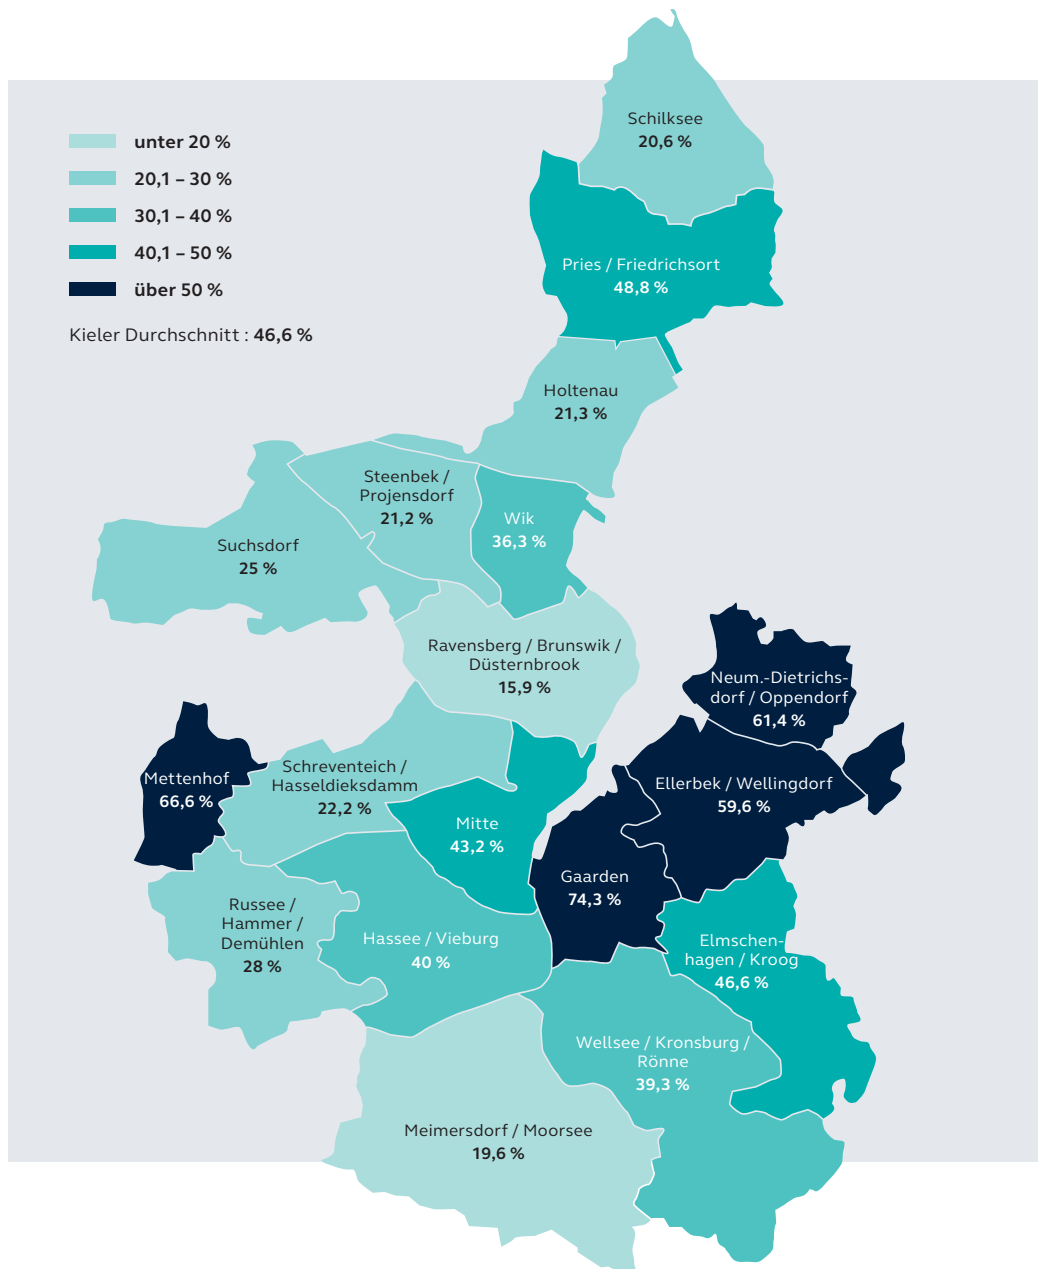 unter 20 %
20,1 – 30 %
30,1 – 40 %
40,1 – 50 %
über 50 %
Kieler Durchschnitt : 46,6 %
Schilksee
20,6 %
Pries / Friedrichsort
48,8 %
Holtenau
21,3 %
Steenbek /
Projensdorf
21,2 %
Wik
36,3 %
Suchsdorf
25 %
Ravensberg / Brunswik /
Düsternbrook
15,9 %
Neum.-Dietrichs-
dorf / Oppendorf
61,4 %
Mettenhof
66,6 %
Schreventeich /
Hasseldieksdamm
22,2 %
Ellerbek / Wellingdorf
59,6 %
Mitte
43,2 %
Gaarden
74,3 %
Russee /
Hammer /
Demühlen
28 %
Hassee / Vieburg
40 %
Elmschen-
hagen / Kroog
46,6 %
Wellsee / Kronsburg /
Rönne
39,3 %
Meimersdorf / Moorsee
19,6 %